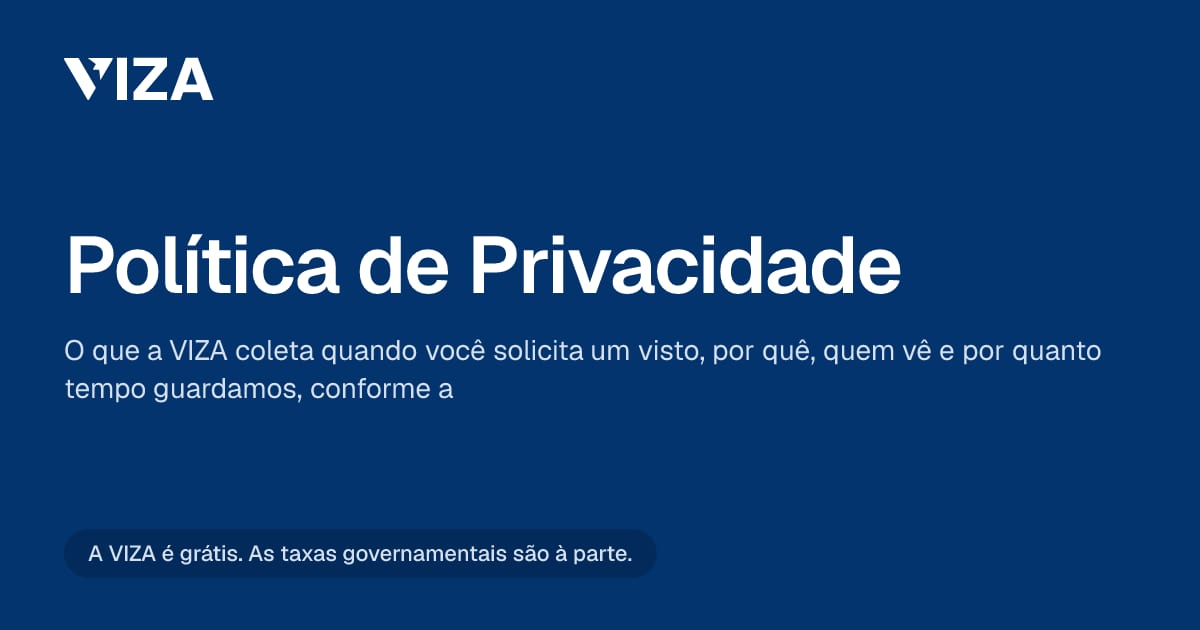 VIZA
Política de Privacidade
O que a VIZA coleta quando você solicita um visto, por quê, quem vê e por quanto
tempo guardamos, conforme a
A VIZA é grátis. As taxas governamentais são à parte.